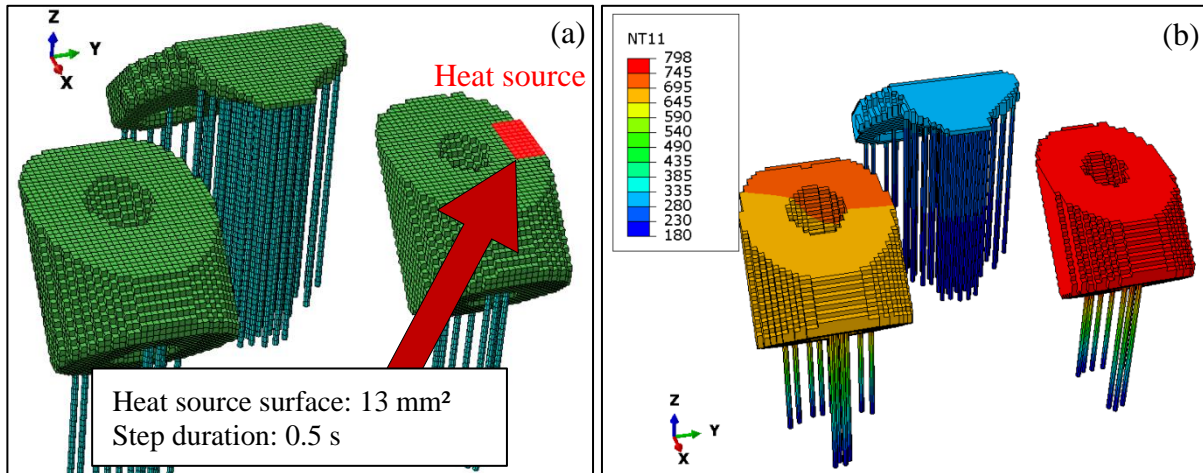 (a)
Z
Y
X
Heat source
Heat source surface: 13 mm²
Step duration: 0.5 s
(b)
NT11
798
745
695
645
590
540
490
435
385
335
280
230
180
Z
Y
X